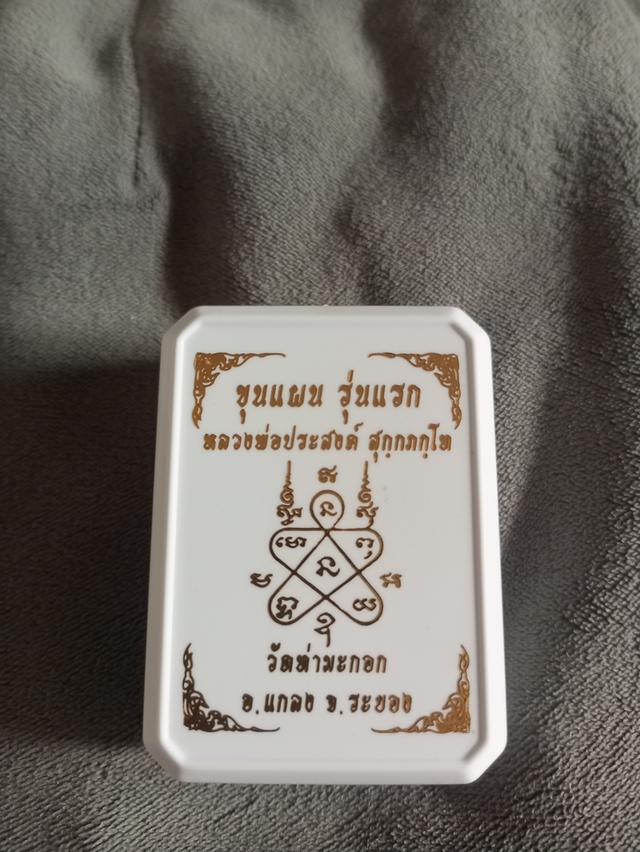 ขุนแผน รุ่นแรก
หลวงพ่อประสงค์ สุกฺกภกฺโท
วัดท่ามะกอก
อ.แกลง จ.ระยอง